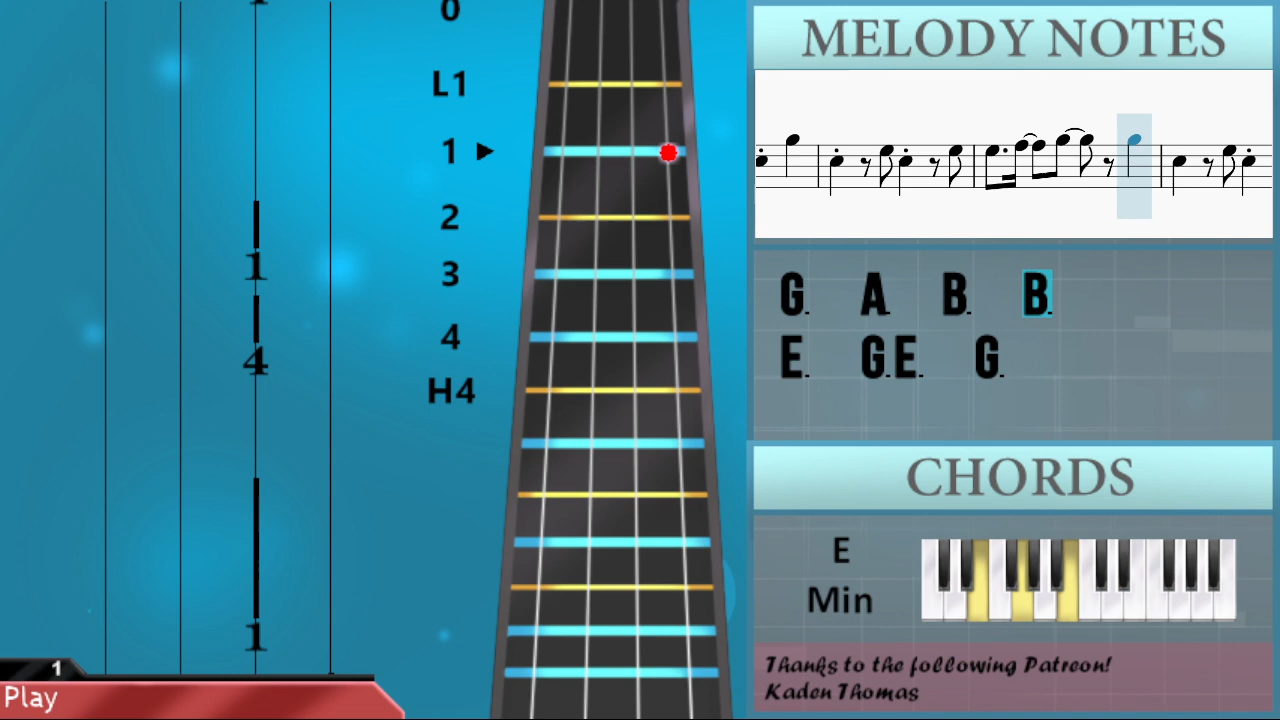 1
0
L1
1
2
1
3
4
4
H4
1
1
Play
MELODY NOTES
G. A. B. B.
E. G.E. G.
CHORDS
E
Min
Thanks to the following Patreon!
Kaden Thomas